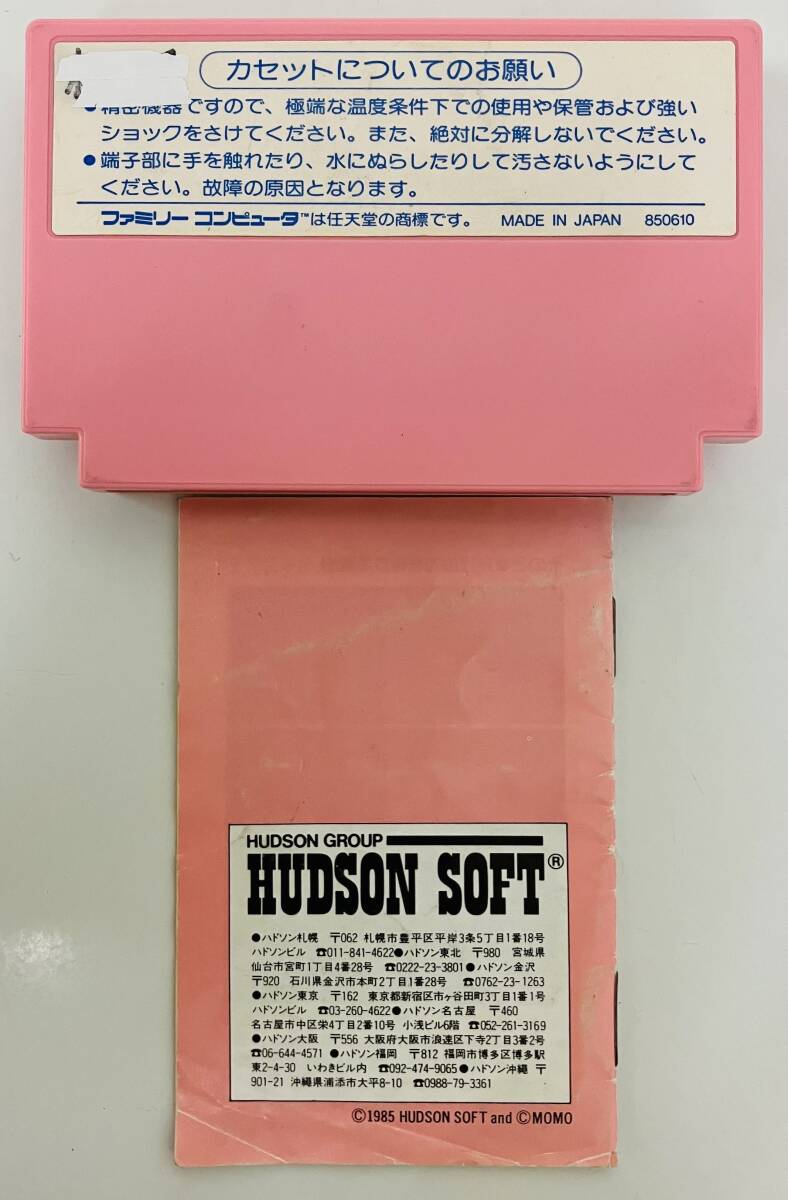 カセットについてのお願い
●精密機器ですので、極端な温度条件下での使用や保管および強い
ショックをさけてください。また、絶対に分解しないでください。
●端子部に手を触れたり、水にぬらしたりして汚さないようにして
ください。故障の原因となります。
ファミリー コンピュータ™は任天堂の商標です。 MADE IN JAPAN 850610
HUDSON GROUP
HUDSON SOFT®
●ハドソン札幌 〒062 札幌市豊平区平岸3条5丁目1番18号
ハドソンビル ☎011-841-4622●ハドソン東北 〒980 宮城県
仙台市宮町1丁目4番28号 ☎0222-23-3801●ハドソン金沢
〒920 石川県金沢市本町2丁目1番28号 ☎0762-23-1263
●ハドソン東京 〒162 東京都新宿区市ヶ谷田町3丁目1番1号
ハドソンビル ☎03-260-4622●ハドソン名古屋 〒460
名古屋市中区栄4丁目2番10号 小浅ビル6階 ☎052-261-3169
●ハドソン大阪 〒556 大阪府大阪市浪速区下寺2丁目3番2号
☎06-644-4571 ●ハドソン福岡 〒812 福岡市博多区博多駅
東2-4-30 いわきビル内 ☎092-474-9065●ハドソン沖縄 〒
901-21 沖縄県浦添市大平8-10 ☎0988-79-3361
©1985 HUDSON SOFT and ©MOMO